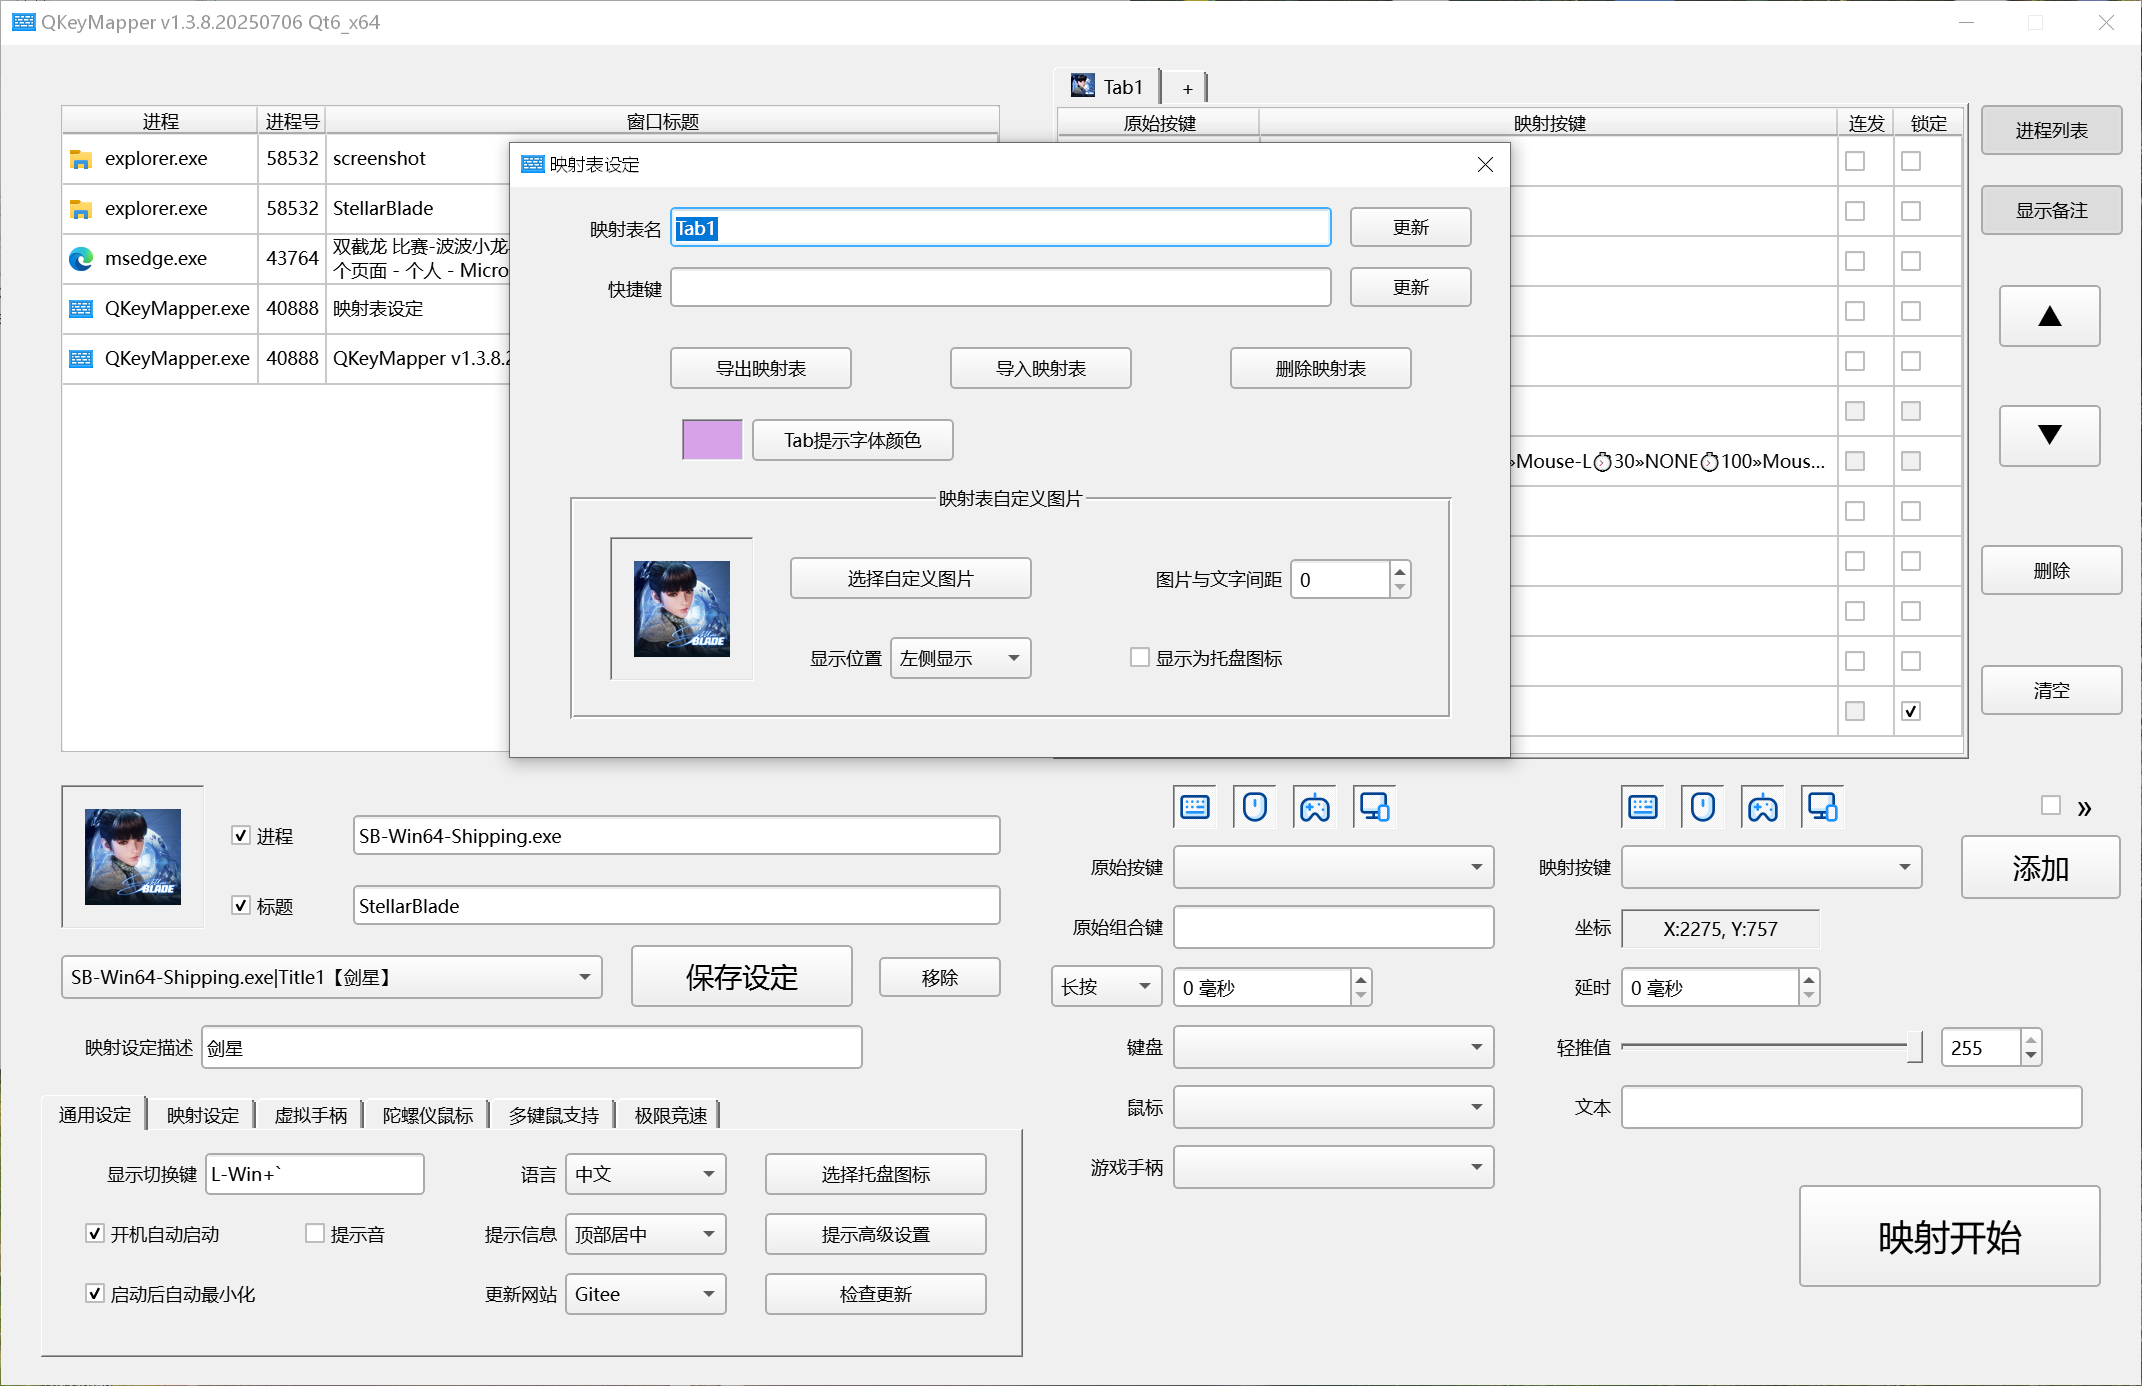 QKeyMapper v1.3.8.20250706 Qt6_x64
进程 进程号 窗口标题
explorer.exe 58532 screenshot
explorer.exe 58532 StellarBlade
msedge.exe 43764 双截龙 比赛-波波小龙
个页面 - 个人 - Micro
QKeyMapper.exe 40888 映射表设定
QKeyMapper.exe 40888 QKeyMapper v1.3.8.2
Tab1 +
原始按键 映射按键 连发 锁定
»Mouse-L⏱30»NONE⏱100»Mous...
进程列表
显示备注
▲
▼
删除
清空
映射表设定
映射表名 Tab1 更新
快捷键 更新
导出映射表 导入映射表 删除映射表
Tab提示字体颜色
映射表自定义图片
BLADE
选择自定义图片 图片与文字间距 0
显示位置 左侧显示 显示为托盘图标
BLADE
进程 SB-Win64-Shipping.exe
标题 StellarBlade
SB-Win64-Shipping.exe|Title1【剑星】 保存设定 移除
映射设定描述 剑星
通用设定 映射设定 虚拟手柄 陀螺仪鼠标 多键鼠支持 极限竞速
显示切换键 L-Win+` 语言 中文 选择托盘图标
开机自动启动 提示音 提示信息 顶部居中 提示高级设置
启动后自动最小化 更新网站 Gitee 检查更新
原始按键
原始组合键
长按 0 毫秒
键盘
鼠标
游戏手柄
»
映射按键 添加
坐标 X:2275, Y:757
延时 0 毫秒
轻推值 255
文本
映射开始